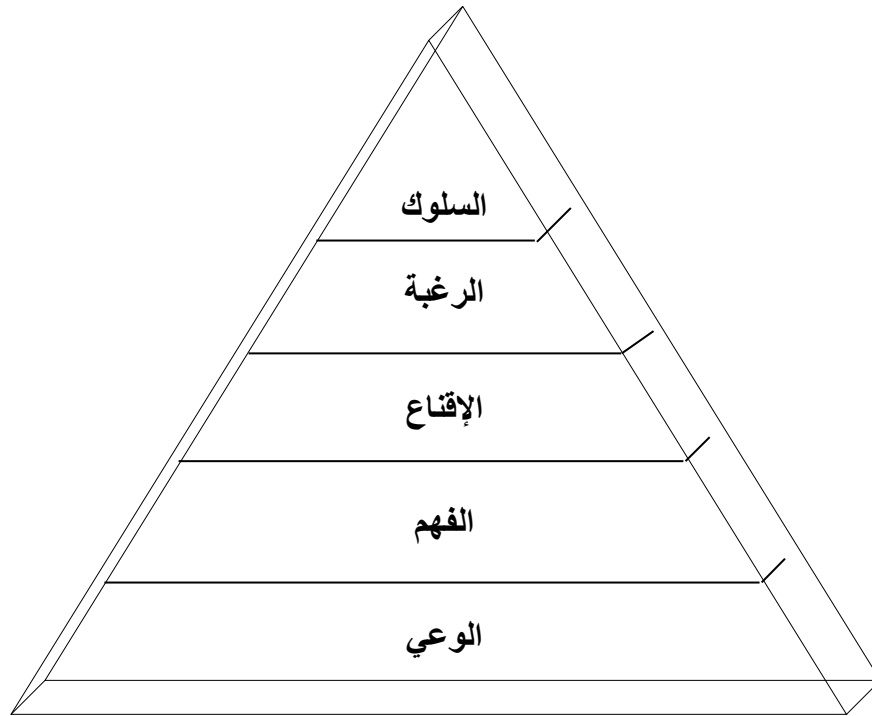 السلوك
الرغبة
الإقناع
الفهم
الوعي